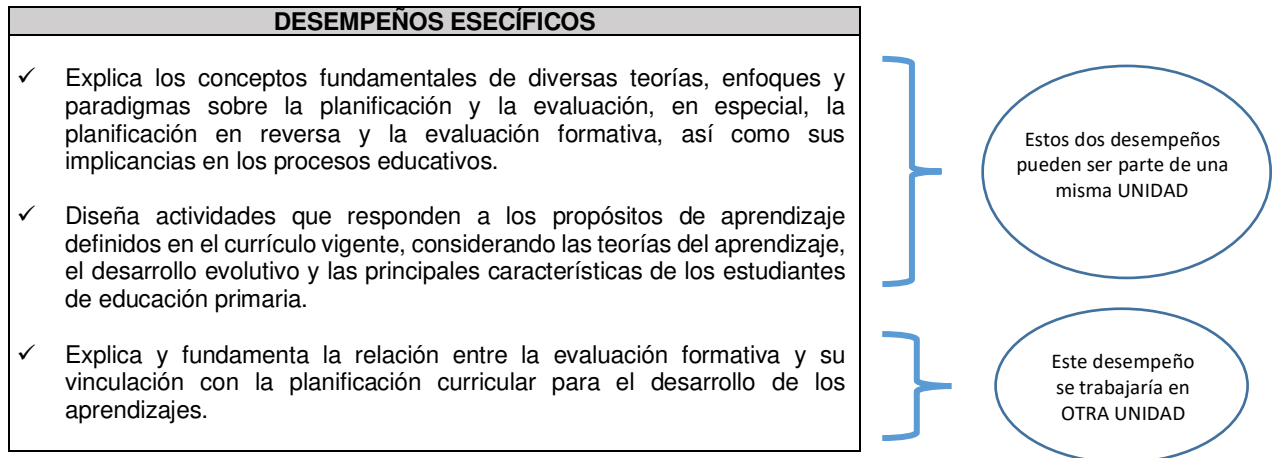 DESEMPEÑOS ESECÍFICOS
✓ Explica los conceptos fundamentales de diversas teorías, enfoques y
paradigmas sobre la planificación y la evaluación, en especial, la
planificación en reversa y la evaluación formativa, así como sus
implicancias en los procesos educativos.
✓ Diseña actividades que responden a los propósitos de aprendizaje
definidos en el currículo vigente, considerando las teorías del aprendizaje,
el desarrollo evolutivo y las principales características de los estudiantes
de educación primaria.
✓ Explica y fundamenta la relación entre la evaluación formativa y su
vinculación con la planificación curricular para el desarrollo de los
aprendizajes.
Estos dos desempeños
pueden ser parte de una
misma UNIDAD
Este desempeño
se trabajaría en
OTRA UNIDAD